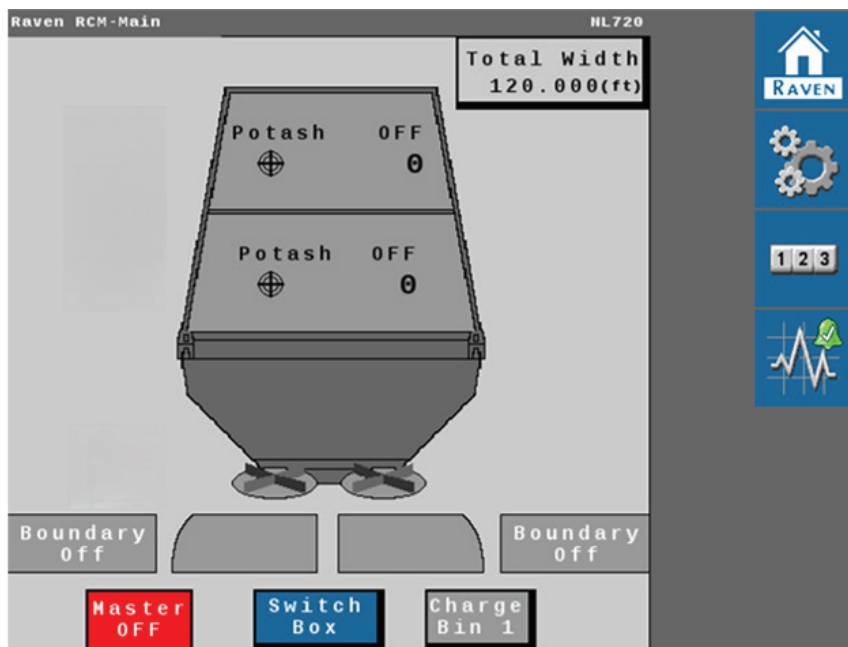 Raven RCM-Main NL720
Total Width
120.000(ft)
RAVEN
Potash OFF
0
1 2 3
Potash OFF
0
Boundary
Off
Boundary
Off
Master
OFF
Switch
Box
Charge
Bin 1